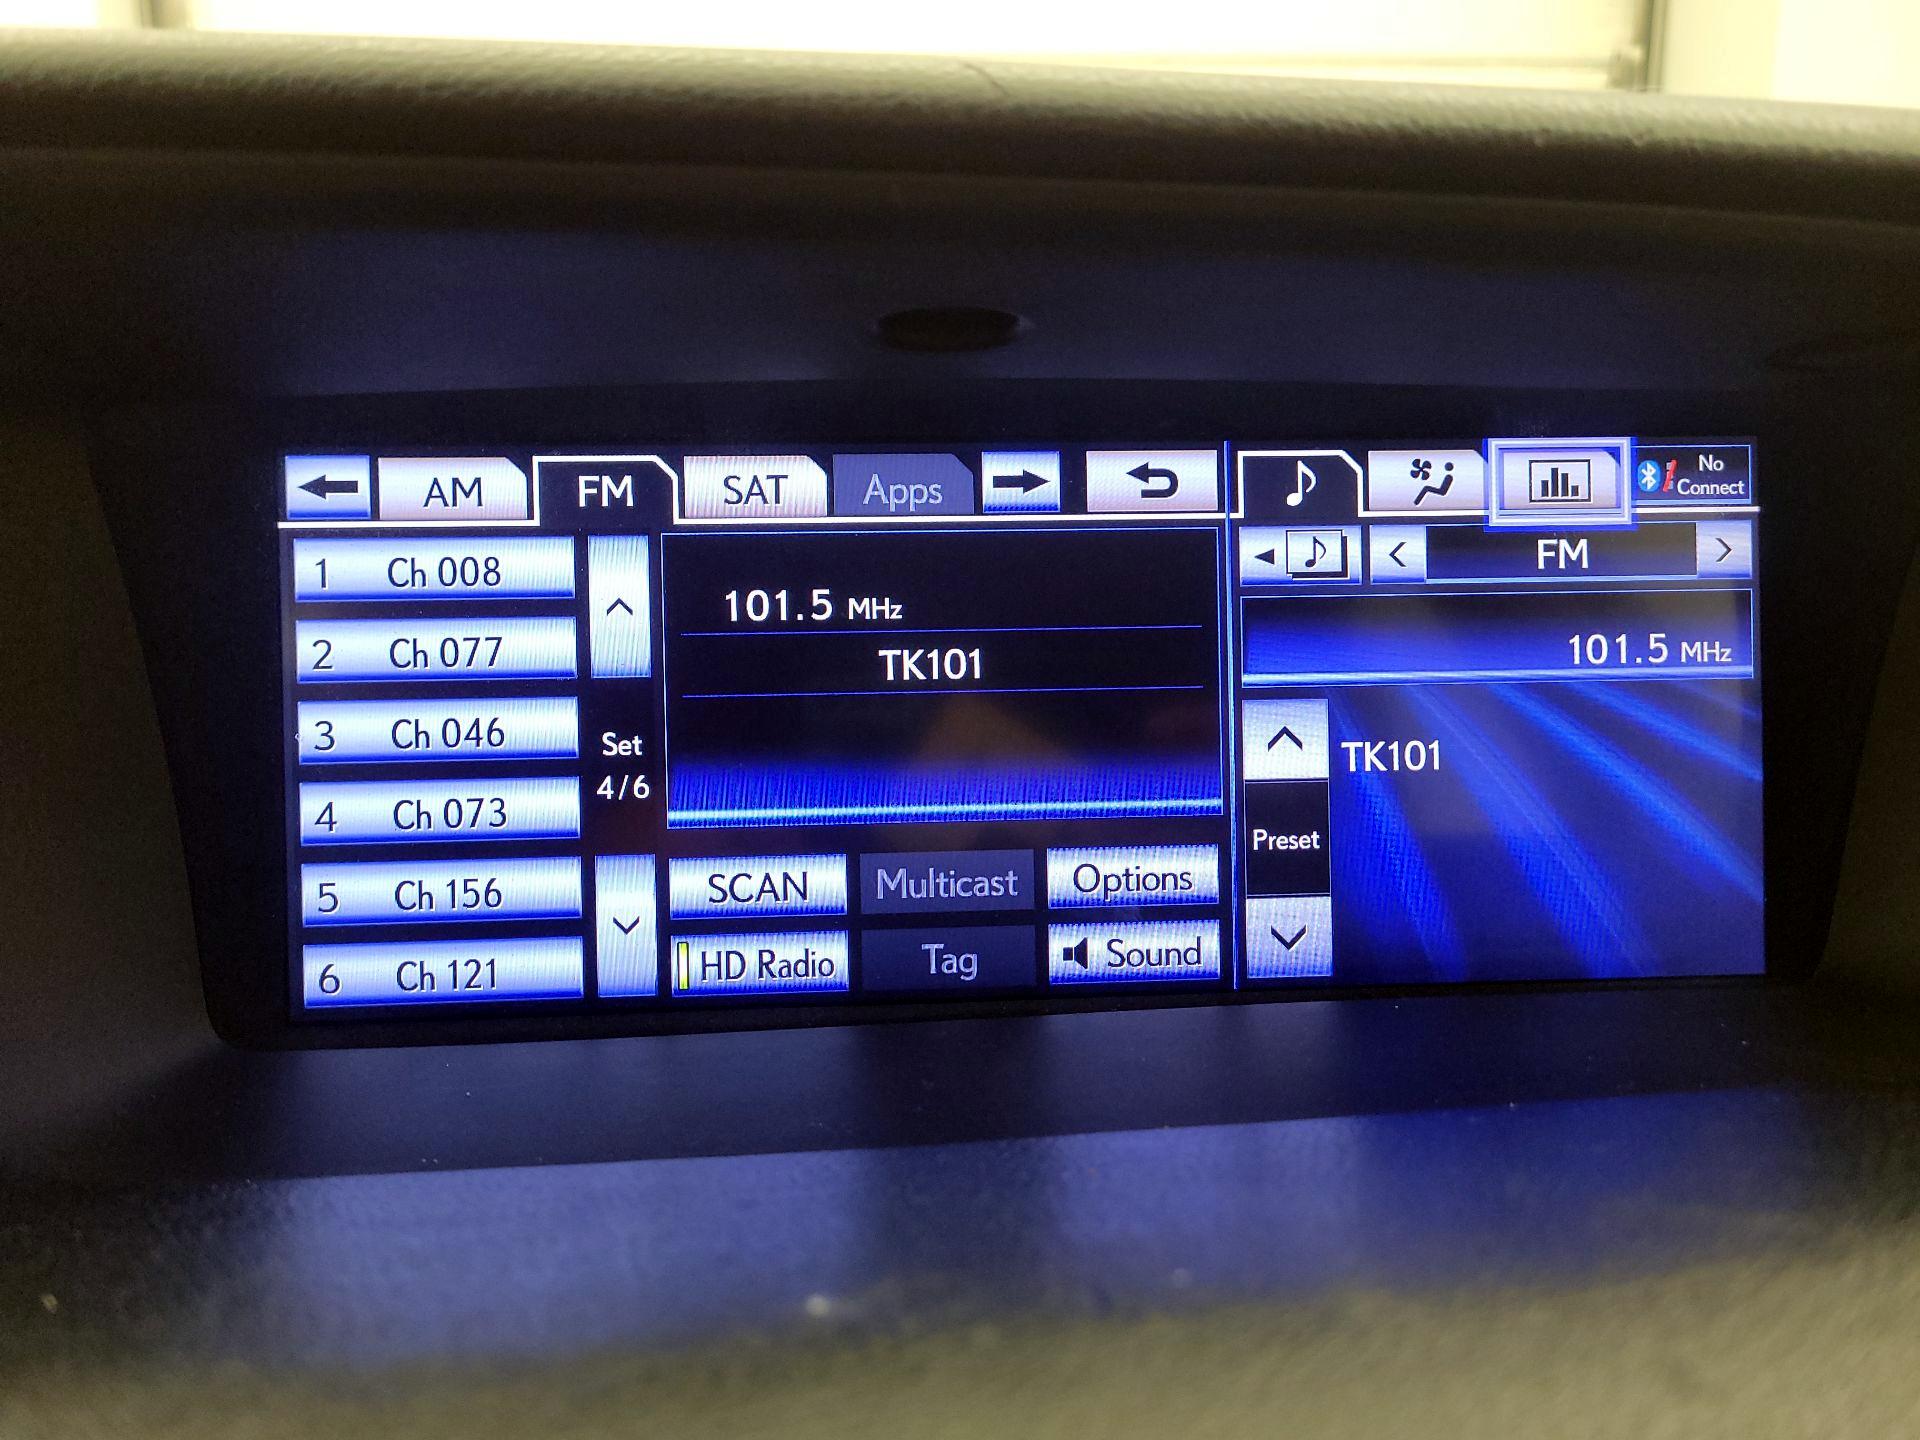 AM FM SAT Apps
No
Connect
1 Ch 008
2 Ch 077
3 Ch 046
4 Ch 073
5 Ch 156
6 Ch 121
Set
4/6
101.5 MHz
TK101
SCAN Multicast Options
HD Radio Tag Sound
FM
101.5 MHz
TK101
Preset